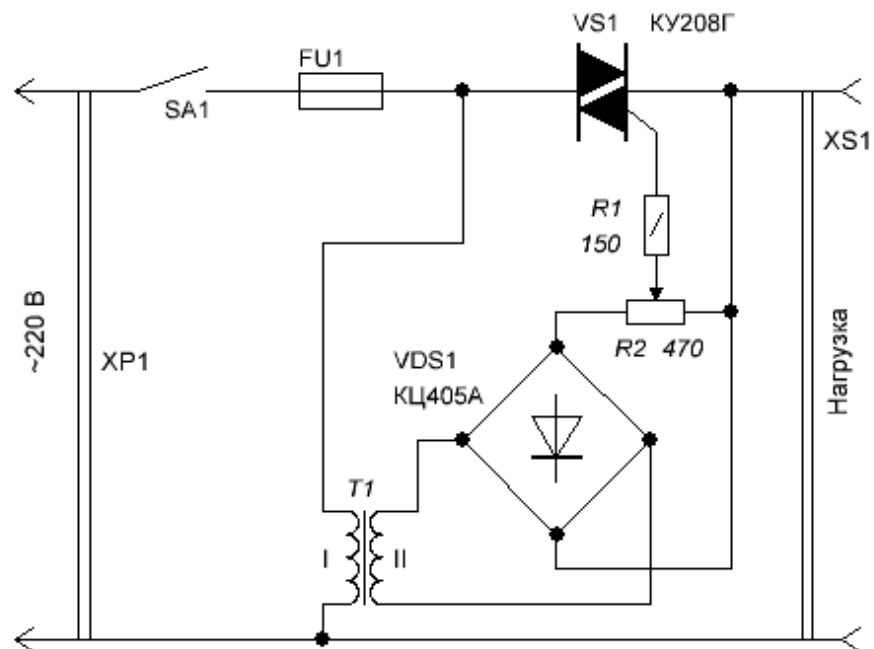 VS1 КУ208Г
FU1
SA1
XS1
R1
150
~220 В
XP1
R2 470
Нагрузка
VDS1
КЦ405А
T1
I
II